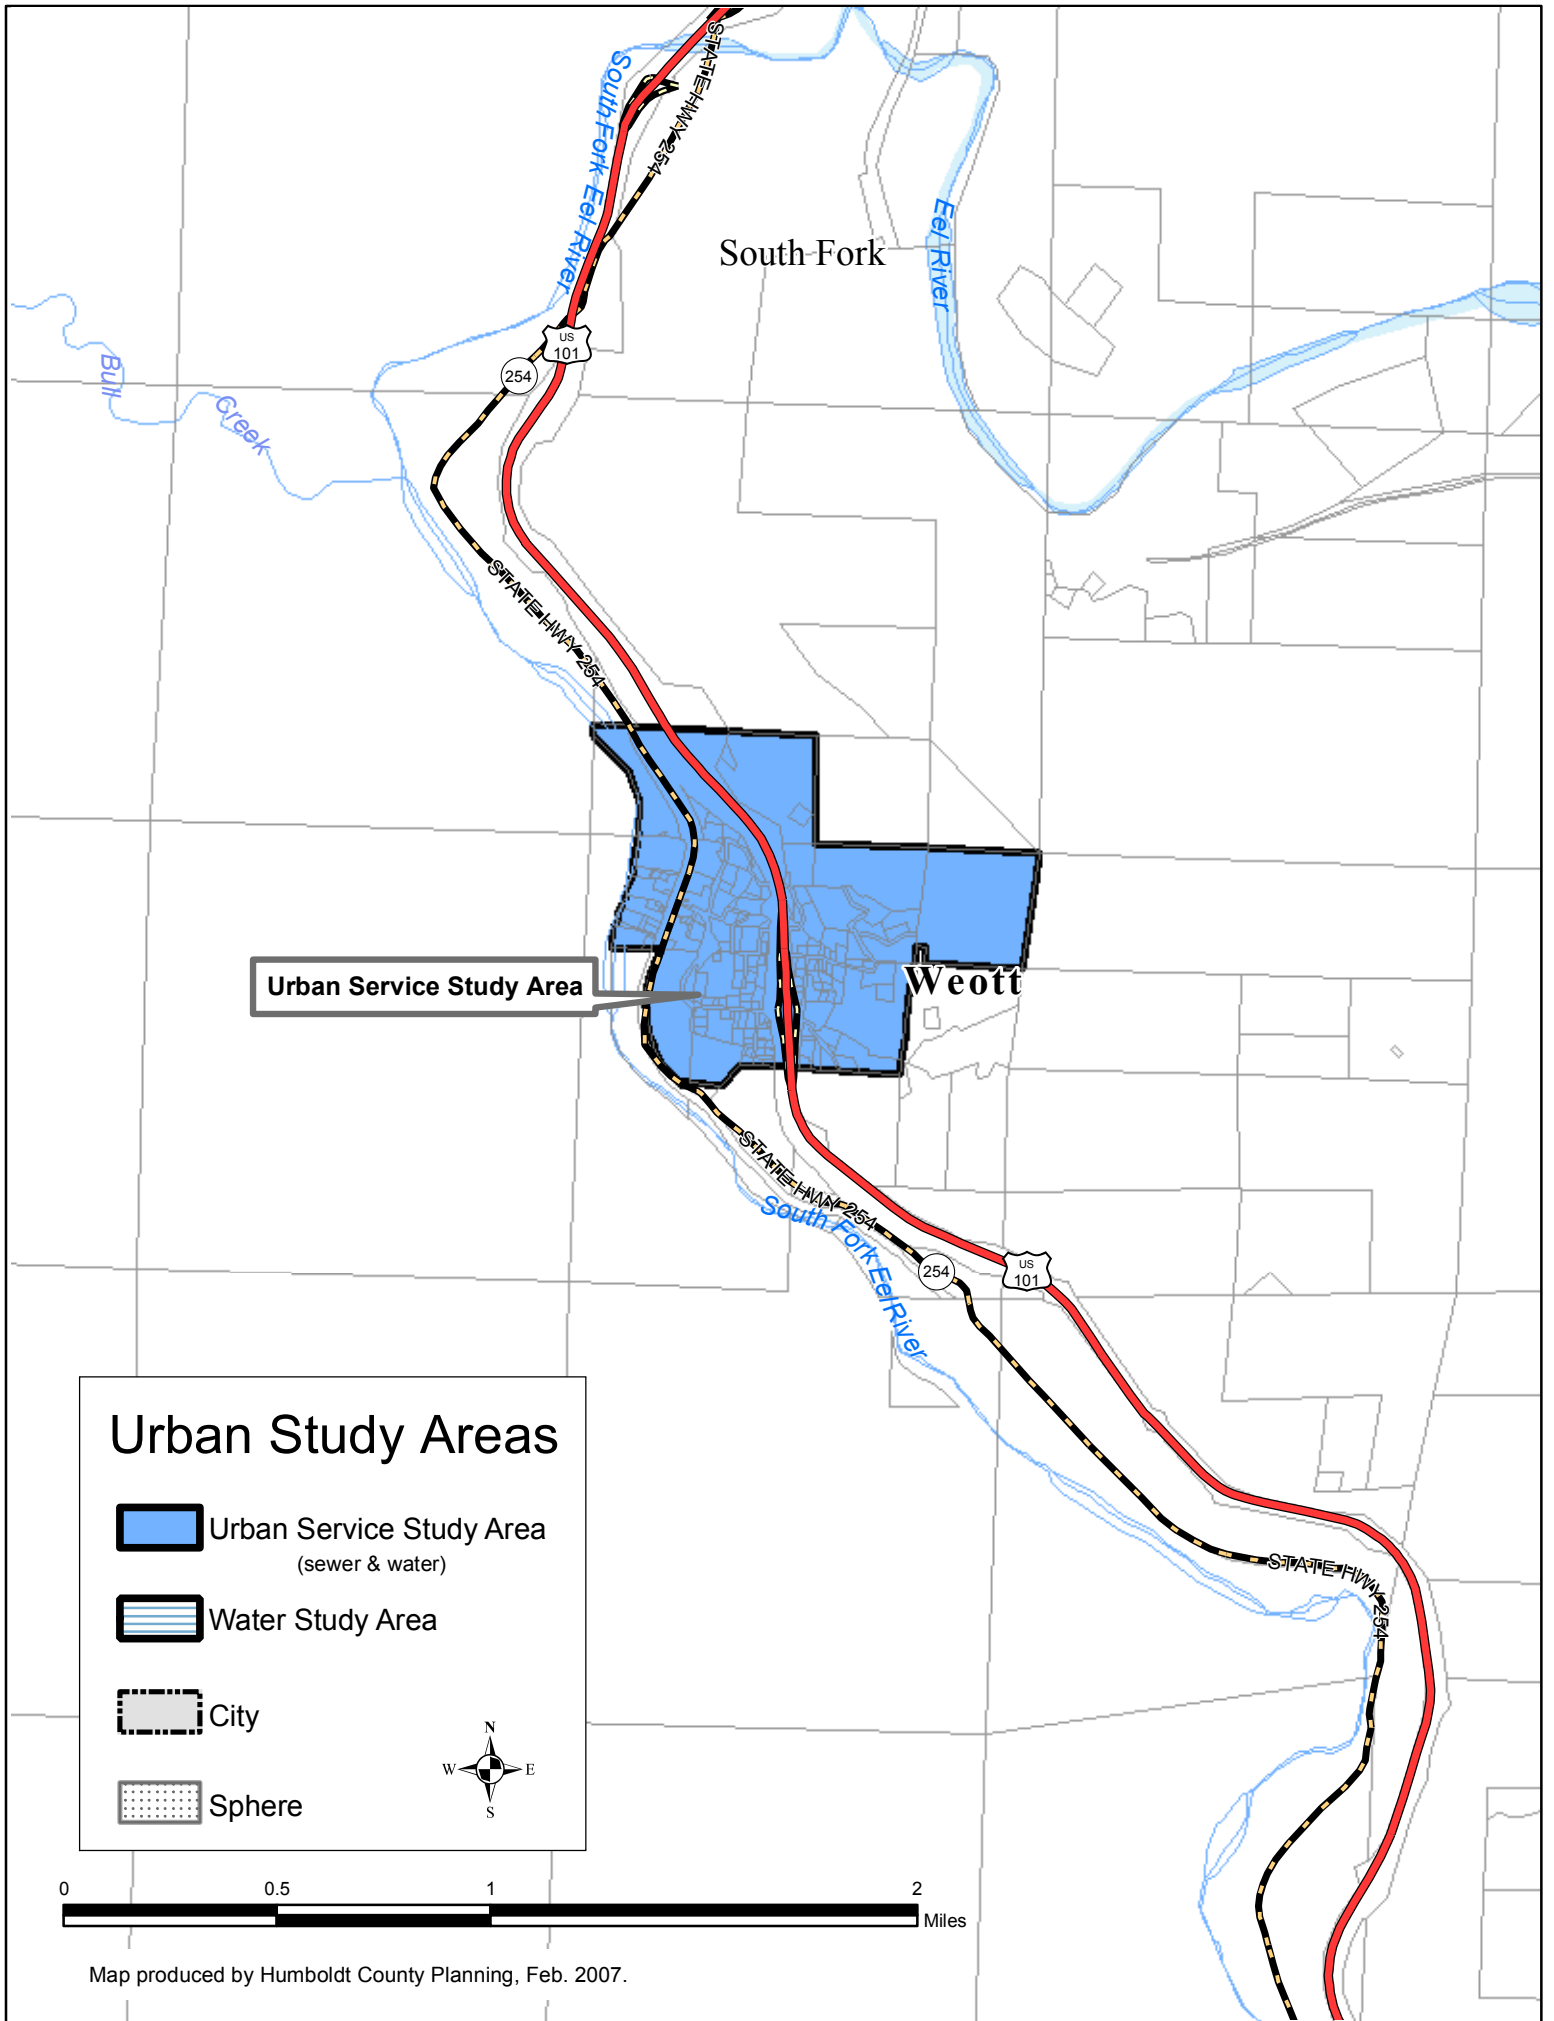 STATE HWY 254
South Fork Eel River
Eel River
South Fork
US
101
254
Bull
Creek
STATE HWY 254
Urban Service Study Area
Weott
STATE HWY 254
South Fork Eel River
254
US
101
STATE HWY 254
Urban Study Areas
Urban Service Study Area
(sewer & water)
Water Study Area
City
Sphere
N
W E
S
0 0.5 1 2
Miles
Map produced by Humboldt County Planning, Feb. 2007.